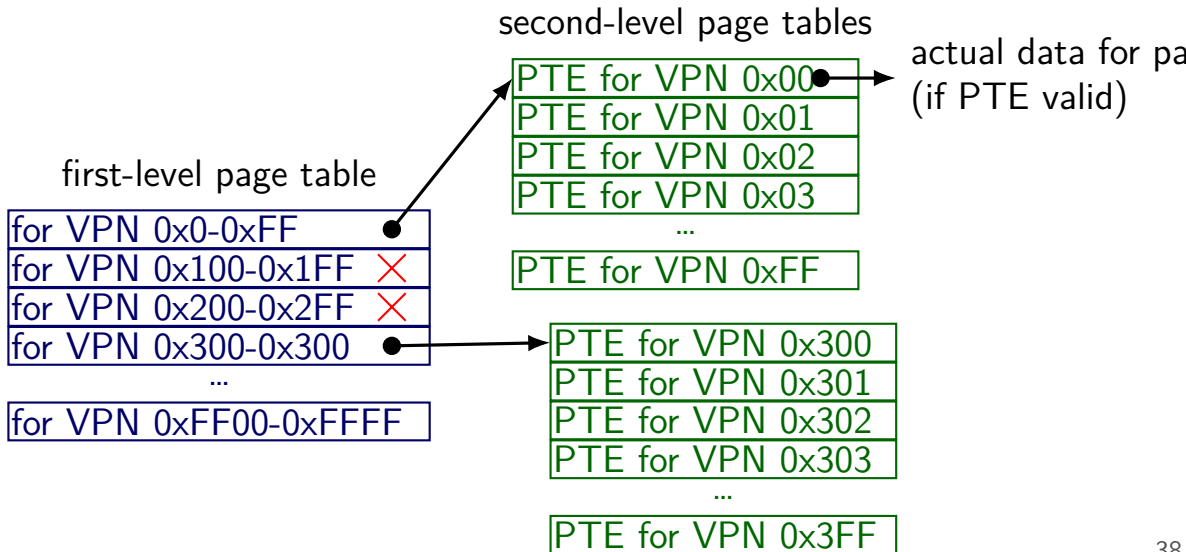 second-level page tables
actual data for pa
(if PTE valid)
PTE for VPN 0x00
PTE for VPN 0x01
PTE for VPN 0x02
PTE for VPN 0x03
...
PTE for VPN 0xFF
first-level page table
for VPN 0x0-0xFF
for VPN 0x100-0x1FF
for VPN 0x200-0x2FF
for VPN 0x300-0x300
...
for VPN 0xFF00-0xFFFF
PTE for VPN 0x300
PTE for VPN 0x301
PTE for VPN 0x302
PTE for VPN 0x303
...
PTE for VPN 0x3FF
38